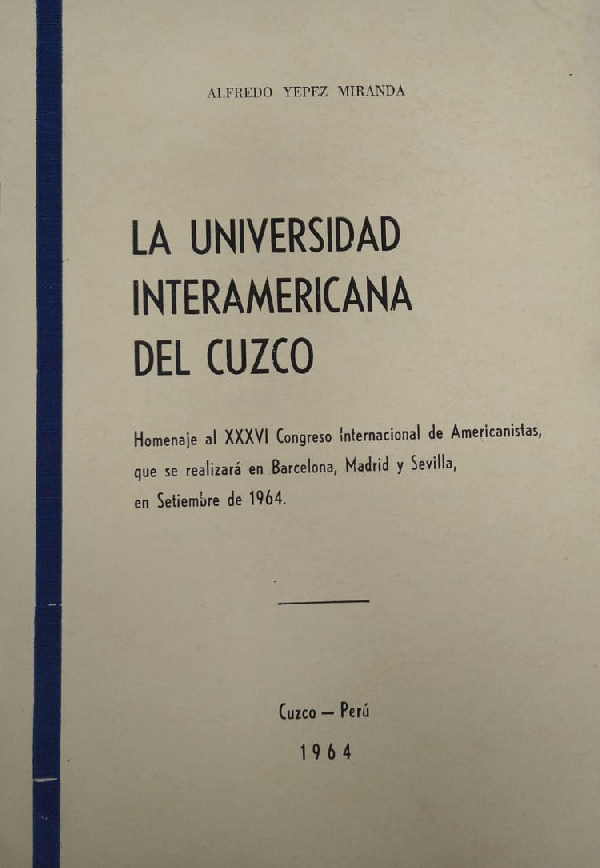 ALFREDO YEPEZ MIRANDA
LA UNIVERSIDAD
INTERAMERICANA
DEL CUZCO
Homenaje al XXXVI Congreso Internacional de Americanistas,
que se realizará en Barcelona, Madrid y Sevilla,
en Setiembre de 1964.
Cuzco — Perú
1964